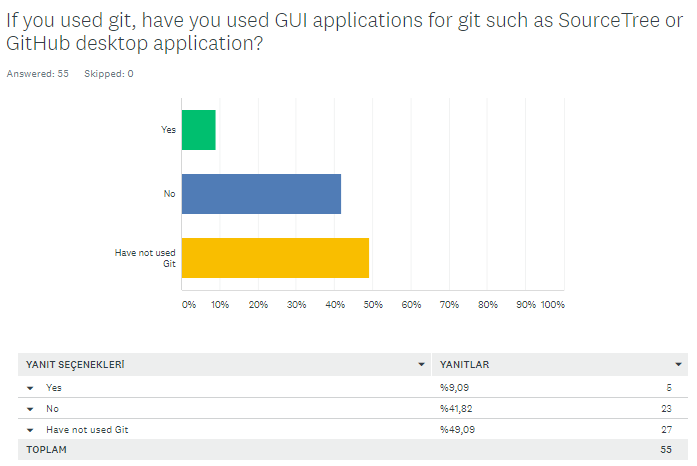 If you used git, have you used GUI applications for git such as SourceTree or
GitHub desktop application?
Answered: 55 Skipped: 0
Yes
No
Have not used
Git
0% 10% 20% 30% 40% 50% 60% 70% 80% 90% 100%
YANIT SEÇENEKLERİ YANITLAR
Yes %9,09 5
No %41,82 23
Have not used Git %49,09 27
TOPLAM 55